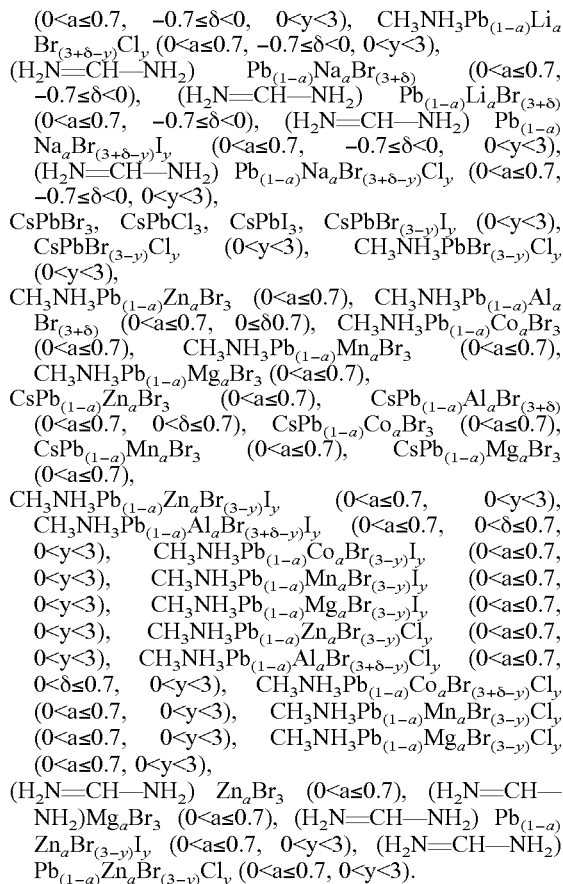 (0<a≤0.7, −0.7≤δ<0, 0<y<3), CH₃NH₃Pb₍₁₋ₐ₎Liₐ
Br₍₃₊δ₋y₎Cly (0<a≤0.7, −0.7≤δ<0, 0<y<3),
(H₂N═CH—NH₂) Pb₍₁₋ₐ₎NaₐBr₍₃₊δ₎ (0<a≤0.7,
−0.7≤δ<0), (H₂N═CH—NH₂) Pb₍₁₋ₐ₎LiₐBr₍₃₊δ₎
(0<a≤0.7, −0.7≤δ<0), (H₂N═CH—NH₂) Pb₍₁₋ₐ₎
NaₐBr₍₃₊δ₋y₎Iy (0<a≤0.7, −0.7≤δ<0, 0<y<3),
(H₂N═CH—NH₂) Pb₍₁₋ₐ₎NaₐBr₍₃₊δ₋y₎Cly (0<a≤0.7,
−0.7≤δ<0, 0<y<3),
CsPbBr₃, CsPbCl₃, CsPbI₃, CsPbBr₍₃₋y₎Iy (0<y<3),
CsPbBr₍₃₋y₎Cly (0<y<3), CH₃NH₃PbBr₍₃₋y₎Cly
(0<y<3),
CH₃NH₃Pb₍₁₋ₐ₎ZnₐBr₃ (0<a≤0.7), CH₃NH₃Pb₍₁₋ₐ₎Alₐ
Br₍₃₊δ₎ (0<a≤0.7, 0≤δ0.7), CH₃NH₃Pb₍₁₋ₐ₎CoₐBr₃
(0<a≤0.7), CH₃NH₃Pb₍₁₋ₐ₎MnₐBr₃ (0<a≤0.7),
CH₃NH₃Pb₍₁₋ₐ₎MgₐBr₃ (0<a≤0.7),
CsPb₍₁₋ₐ₎ZnₐBr₃ (0<a≤0.7), CsPb₍₁₋ₐ₎AlₐBr₍₃₊δ₎
(0<a≤0.7, 0<δ≤0.7), CsPb₍₁₋ₐ₎CoₐBr₃ (0<a≤0.7),
CsPb₍₁₋ₐ₎MnₐBr₃ (0<a≤0.7), CsPb₍₁₋ₐ₎MgₐBr₃
(0<a≤0.7),
CH₃NH₃Pb₍₁₋ₐ₎ZnₐBr₍₃₋y₎Iy (0<a≤0.7, 0<y<3),
CH₃NH₃Pb₍₁₋ₐ₎AlₐBr₍₃₊δ₋y₎Iy (0<a≤0.7, 0<δ≤0.7,
0<y<3), CH₃NH₃Pb₍₁₋ₐ₎CoₐBr₍₃₋y₎Iy (0<a≤0.7,
0<y<3), CH₃NH₃Pb₍₁₋ₐ₎MnₐBr₍₃₋y₎Iy (0<a≤0.7,
0<y<3), CH₃NH₃Pb₍₁₋ₐ₎MgₐBr₍₃₋y₎Iy (0<a≤0.7,
0<y<3), CH₃NH₃Pb₍₁₋ₐ₎ZnₐBr₍₃₋y₎Cly (0<a≤0.7,
0<y<3), CH₃NH₃Pb₍₁₋ₐ₎AlₐBr₍₃₊δ₋y₎Cly (0<a≤0.7,
0<δ≤0.7, 0<y<3), CH₃NH₃Pb₍₁₋ₐ₎CoₐBr₍₃₊δ₋y₎Cly
(0<a≤0.7, 0<y<3), CH₃NH₃Pb₍₁₋ₐ₎MnₐBr₍₃₋y₎Cly
(0<a≤0.7, 0<y<3), CH₃NH₃Pb₍₁₋ₐ₎MgₐBr₍₃₋y₎Cly
(0<a≤0.7, 0<y<3),
(H₂N═CH—NH₂) ZnₐBr₃ (0<a≤0.7), (H₂N═CH—
NH₂)MgₐBr₃ (0<a≤0.7), (H₂N═CH—NH₂) Pb₍₁₋ₐ₎
ZnₐBr₍₃₋y₎Iy (0<a≤0.7, 0<y<3), (H₂N═CH—NH₂)
Pb₍₁₋ₐ₎ZnₐBr₍₃₋y₎Cly (0<a≤0.7, 0<y<3).